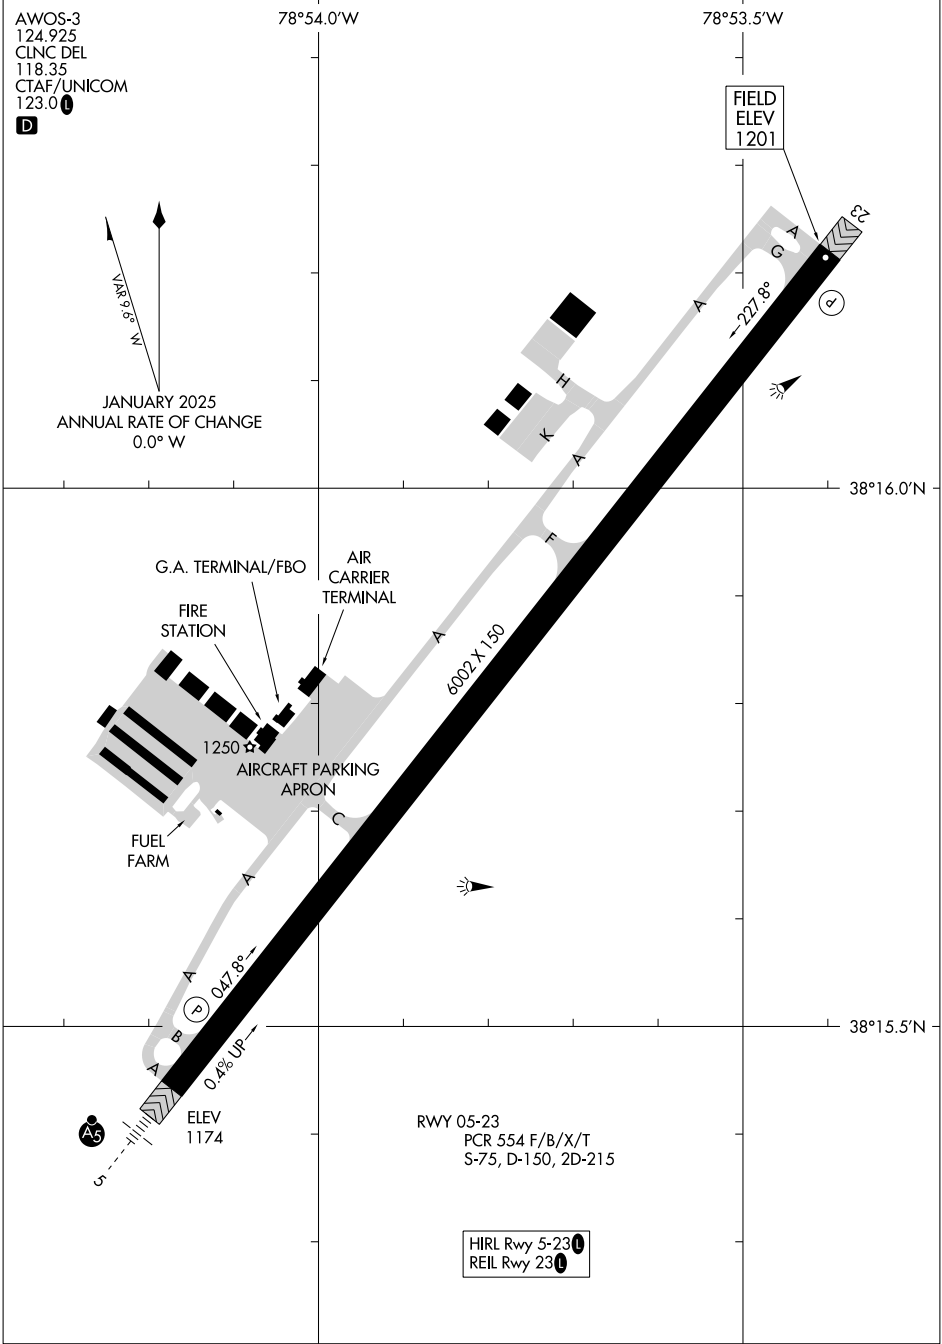 AWOS-3
124.925
CLNC DEL
118.35
CTAF/UNICOM
123.0 L
D
78°54.0'W
78°53.5'W
FIELD
ELEV
1201
23
A
G
P
227.8°
A
VAR 9.6° W
JANUARY 2025
ANNUAL RATE OF CHANGE
0.0° W
H
K
A
38°16.0'N
F
G.A. TERMINAL/FBO
AIR
CARRIER
TERMINAL
FIRE
STATION
A
6002 X 150
1250
AIRCRAFT PARKING
APRON
C
FUEL
FARM
A
A
047.8°
P
B
A
0.4% UP
38°15.5'N
ELEV
1174
A5
5
RWY 05-23
PCR 554 F/B/X/T
S-75, D-150, 2D-215
HIRL Rwy 5-23 L
REIL Rwy 23 L